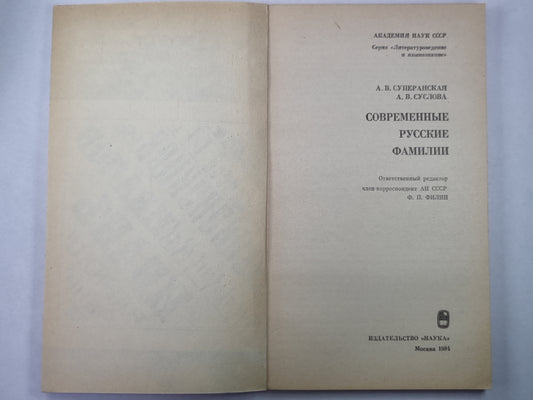 АКАДЕМИЯ НАУК СССР
Серия «Литературоведение
и языкознание»
А. В. СУПЕРАНСКАЯ
А. В. СУСЛОВА
СОВРЕМЕННЫЕ
РУССКИЕ
ФАМИЛИИ
Ответственный редактор
член-корреспондент АН СССР
Ф. П. ФИЛИН
ИЗДАТЕЛЬСТВО «НАУКА»
Москва 1984